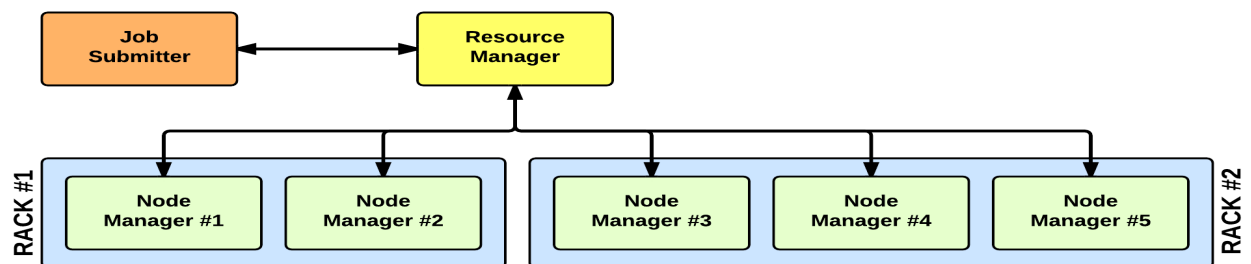 Job
Submitter
Resource
Manager
RACK #1
Node
Manager #1
Node
Manager #2
Node
Manager #3
Node
Manager #4
Node
Manager #5
RACK #2